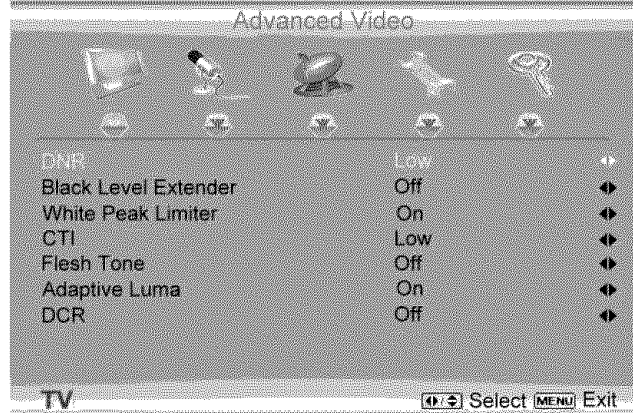 Advanced Video
DNR Low
Black Level Extender Off
White Peak Limiter On
CTI Low
Flesh Tone Off
Adaptive Luma On
DCR Off
TV Select MENU Exit